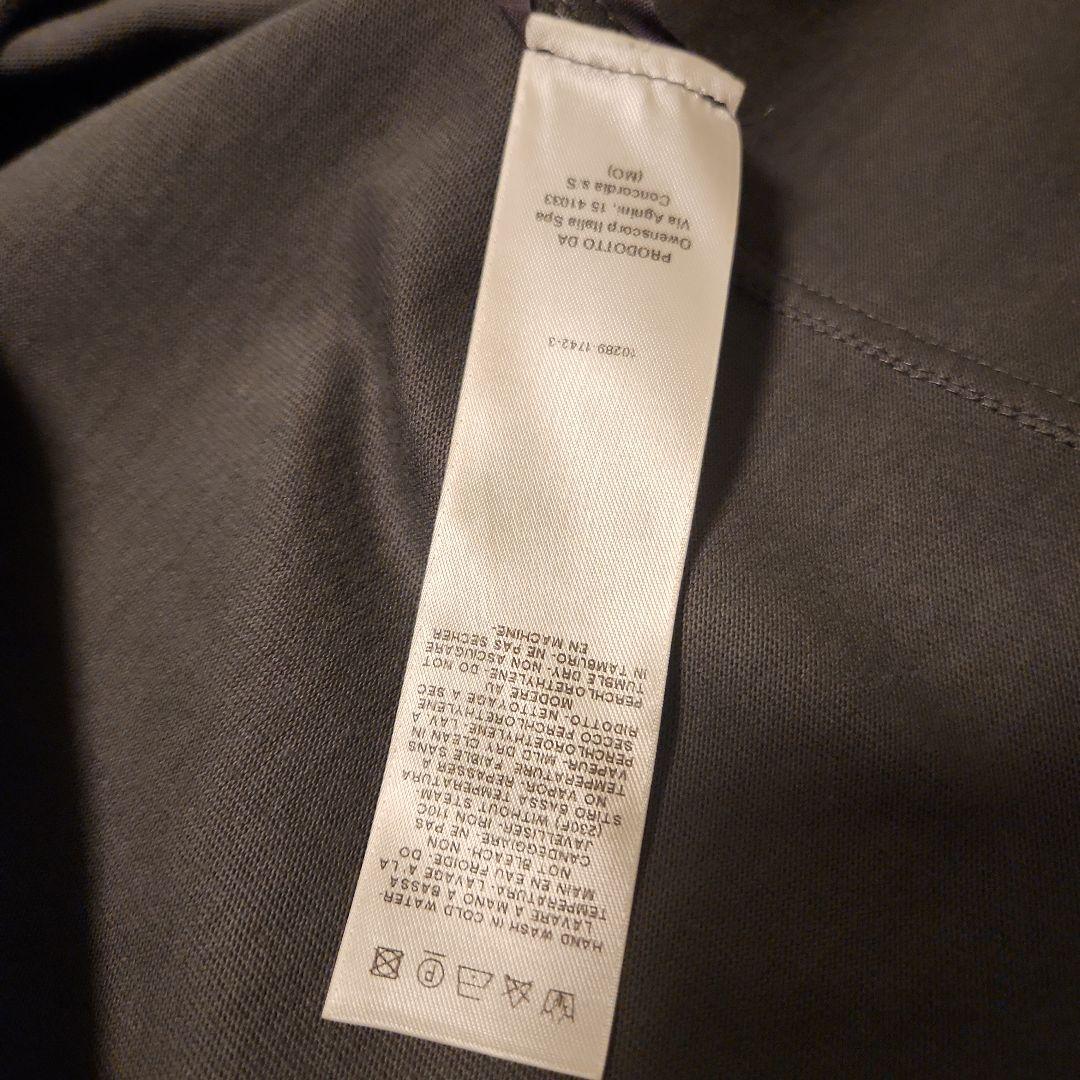 HAND WASH IN COLD WATER-
LAVARE A MANO A BASSA
TEMPERATURA- LAVAGE A LA
MAIN EN EAU FROIDE. DO
NOT BLEACH- NON
CANDEGGIARE- NE PAS
JAVELLISER. IRON 110C
(230F) WITHOUT STEAM-
STIRO BASSA TEMPERATURA
NO VAPOR- REPASSER A
TEMPERATURE FAIBLE SANS
VAPEUR- MILD DRY CLEAN IN
PERCHLOROETHYLENE LAV A
SECCO PERCHLORETHYLENE
RIDOTTO- NETTOYAGE A SEC
MODERE AU
PERCHLORETHYLENE. DO NOT
TUMBLE DRY- NON ASCIUGARE
IN TAMBURO- NE PAS SECHER
EN MACHINE-
10289-1742-3
PRODOTTO DA
Owenscorp Italia Spa
Via Agnini, 15 41033
Concordia s.S
(MO)